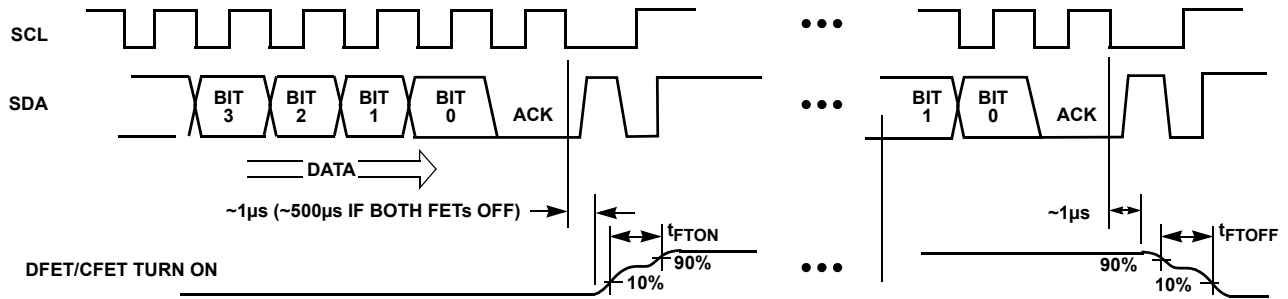 SCL
•••
SDA
BIT 3
BIT 2
BIT 1
BIT 0
ACK
•••
BIT 1
BIT 0
ACK
DATA
~1µs (~500µs IF BOTH FETs OFF)
~1µs
tFTON
tFTOFF
DFET/CFET TURN ON
90%
10%
•••
90%
10%